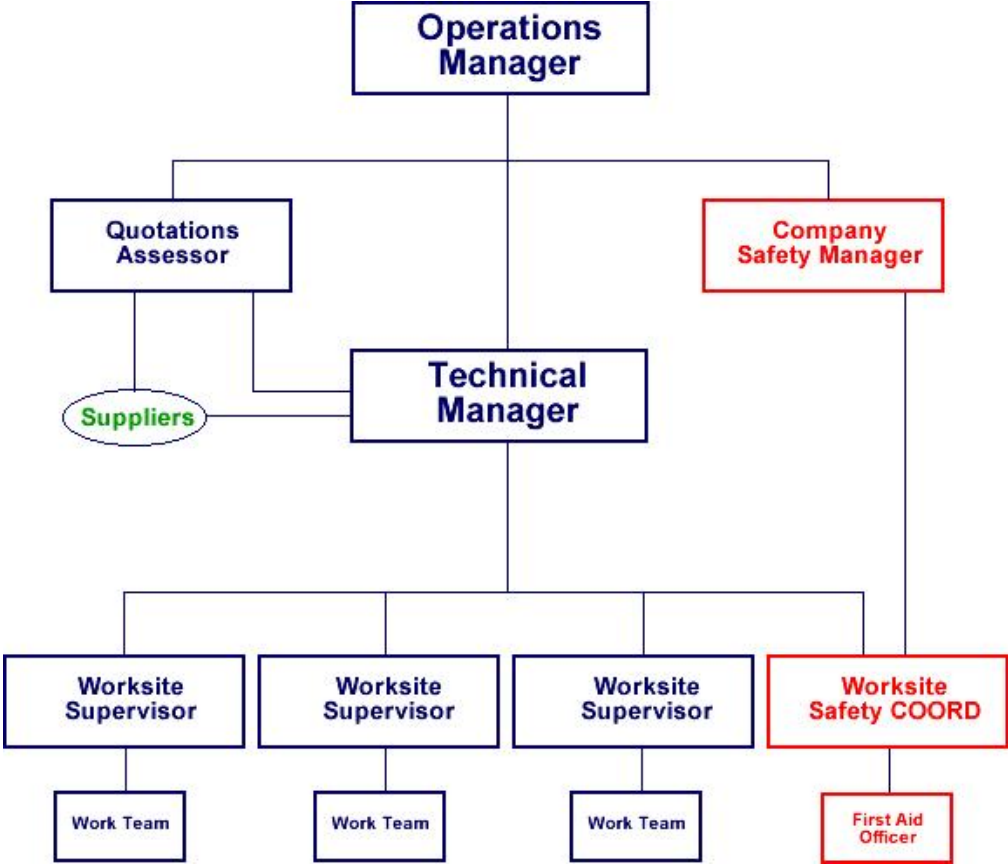 Operations
Manager
Quotations
Assessor
Company
Safety Manager
Technical
Manager
Suppliers
Worksite
Supervisor
Worksite
Supervisor
Worksite
Supervisor
Worksite
Safety COORD
Work Team
Work Team
Work Team
First Aid
Officer